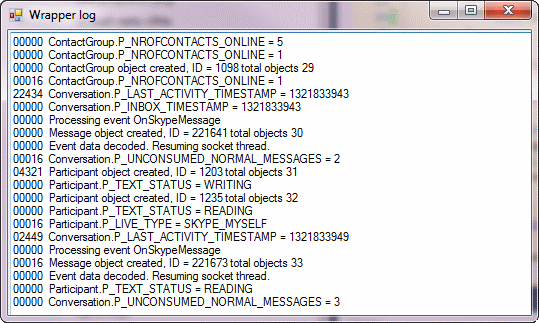 Wrapper log
00000 ContactGroup.P_NROFCONTACTS_ONLINE = 5
00000 ContactGroup.P_NROFCONTACTS_ONLINE = 1
00000 ContactGroup object created, ID = 1098 total objects 29
00016 ContactGroup.P_NROFCONTACTS_ONLINE = 1
22434 Conversation.P_LAST_ACTIVITY_TIMESTAMP = 1321833943
00000 Conversation.P_INBOX_TIMESTAMP = 1321833943
00000 Processing event OnSkypeMessage
00000 Message object created, ID = 221641 total objects 30
00000 Event data decoded. Resuming socket thread.
00016 Conversation.P_UNCONSUMED_NORMAL_MESSAGES = 2
04321 Participant object created, ID = 1203 total objects 31
00000 Participant.P_TEXT_STATUS = WRITING
00000 Participant object created, ID = 1235 total objects 32
00000 Participant.P_TEXT_STATUS = READING
00016 Participant.P_LIVE_TYPE = SKYPE_MYSELF
02449 Conversation.P_LAST_ACTIVITY_TIMESTAMP = 1321833949
00000 Processing event OnSkypeMessage
00016 Message object created, ID = 221673 total objects 33
00000 Event data decoded. Resuming socket thread.
00000 Participant.P_TEXT_STATUS = READING
00000 Conversation.P_UNCONSUMED_NORMAL_MESSAGES = 3